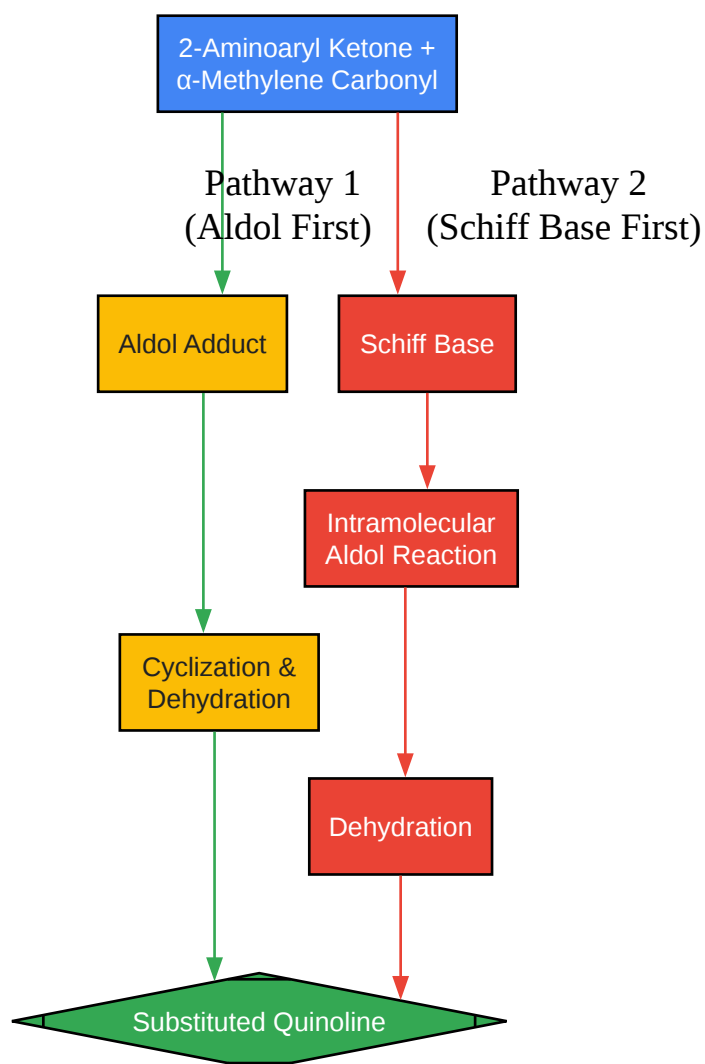 2-Aminoaryl Ketone +
α-Methylene Carbonyl
Pathway 1
(Aldol First)
Pathway 2
(Schiff Base First)
Aldol Adduct
Schiff Base
Intramolecular
Aldol Reaction
Cyclization &
Dehydration
Dehydration
Substituted Quinoline